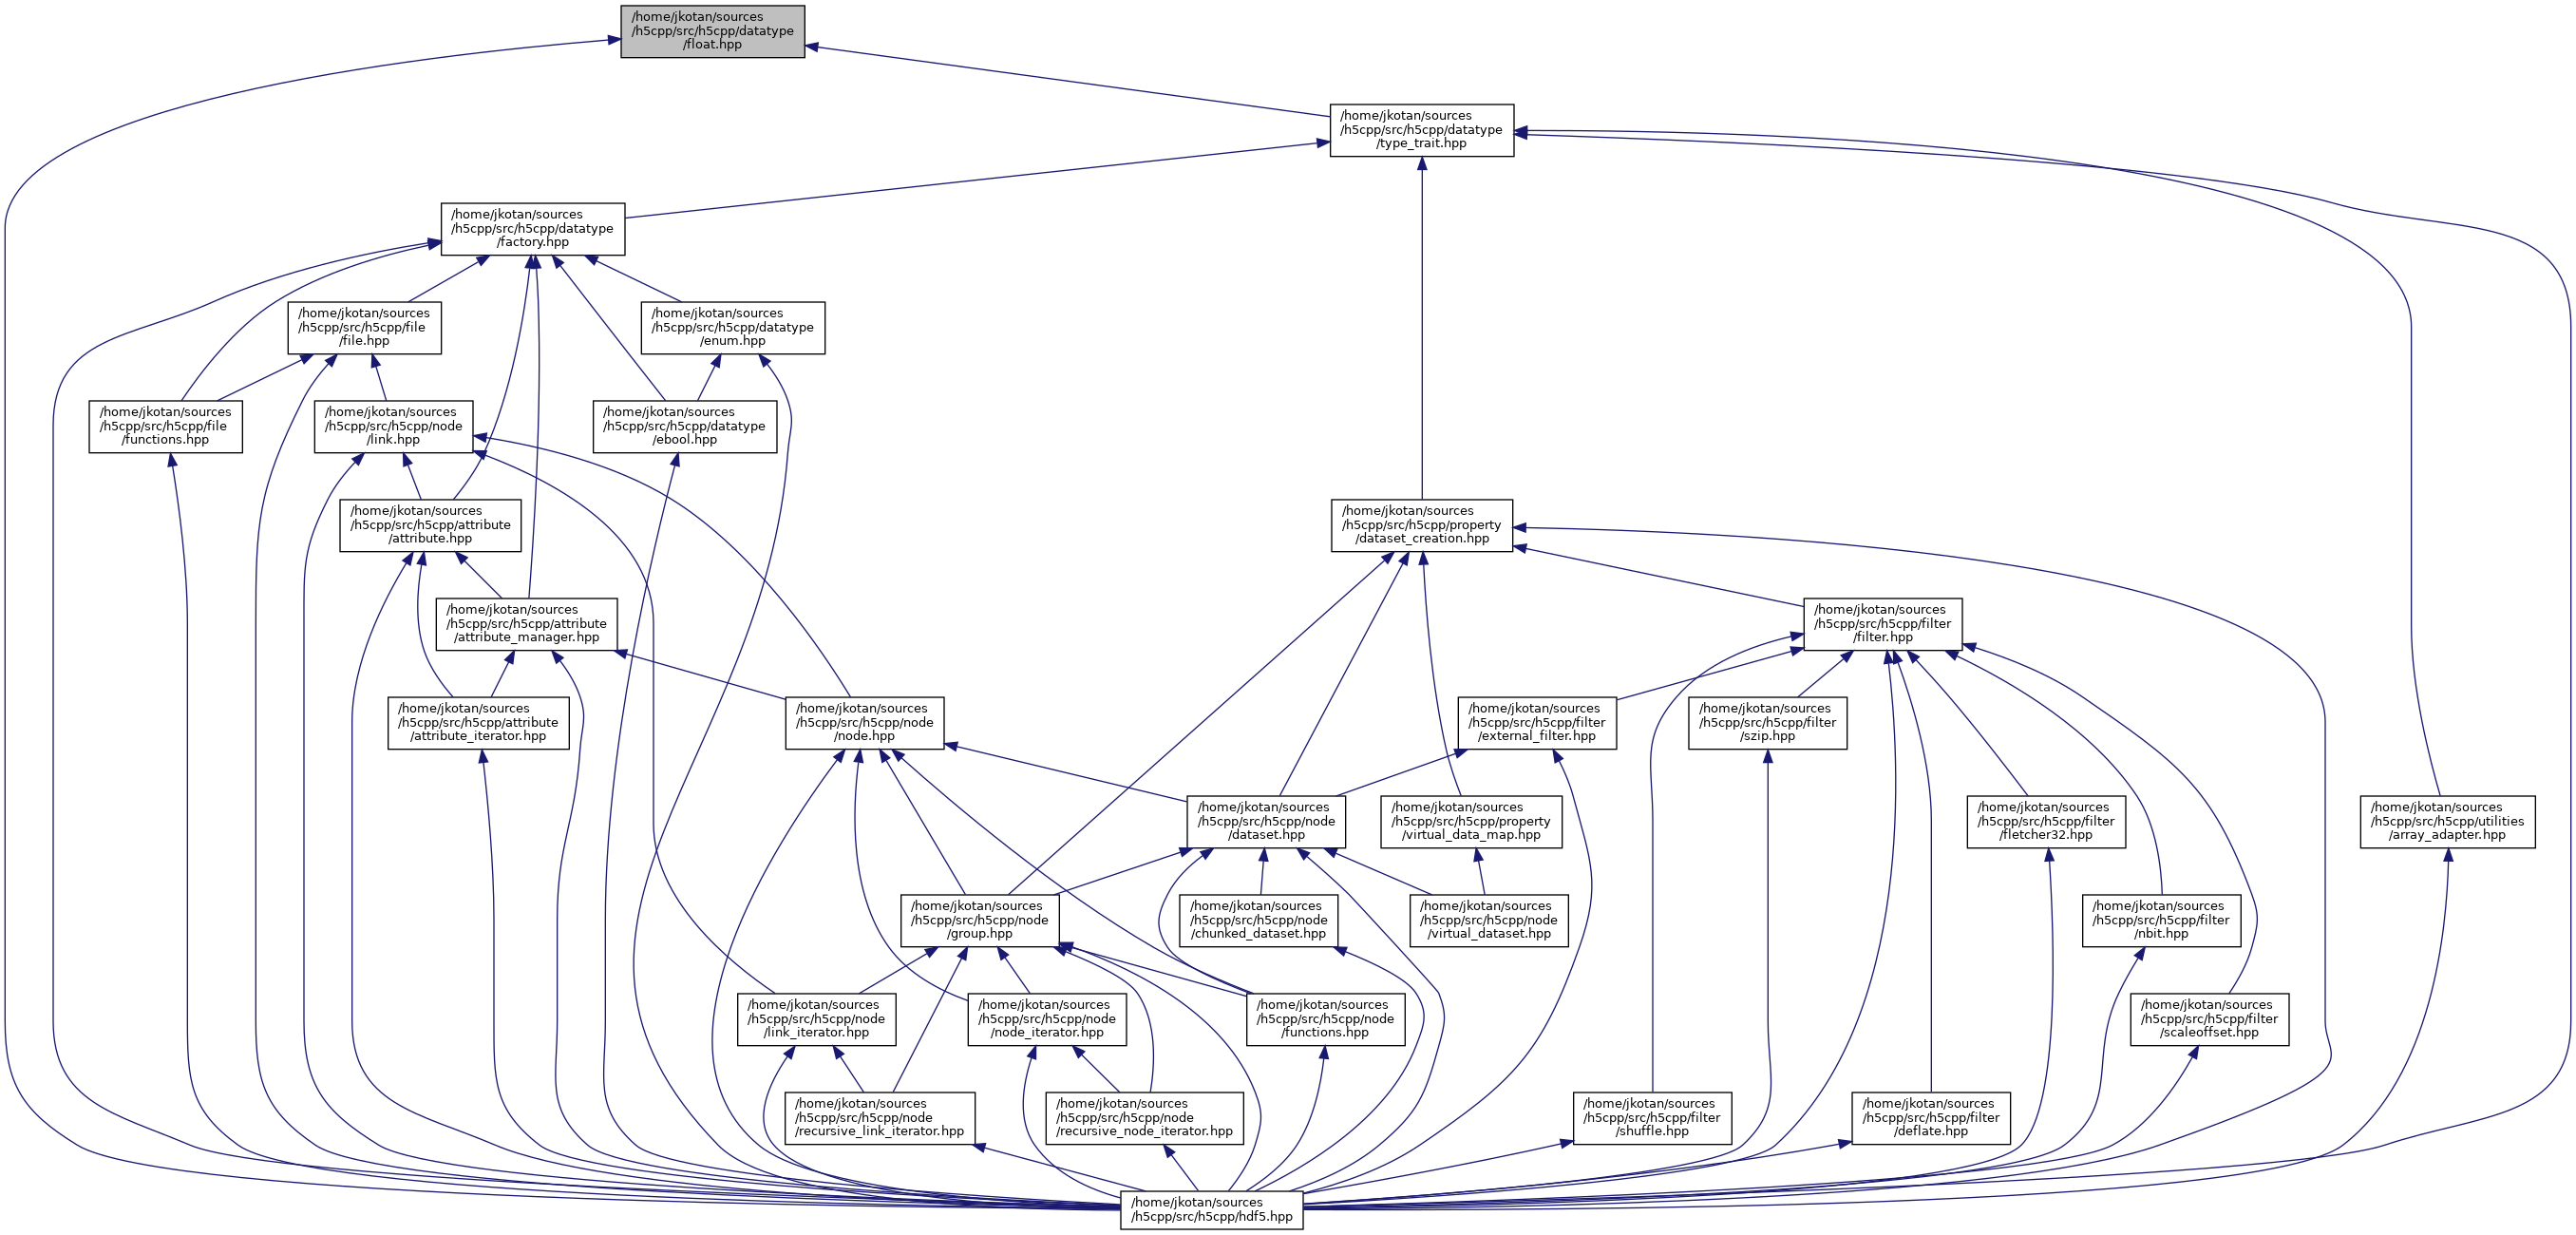 /home/jkotan/sources
/h5cpp/src/h5cpp/datatype
/float.hpp
/home/jkotan/sources
/h5cpp/src/h5cpp/datatype
/type_trait.hpp
/home/jkotan/sources
/h5cpp/src/h5cpp/datatype
/factory.hpp
/home/jkotan/sources
/h5cpp/src/h5cpp/file
/file.hpp
/home/jkotan/sources
/h5cpp/src/h5cpp/datatype
/enum.hpp
/home/jkotan/sources
/h5cpp/src/h5cpp/file
/functions.hpp
/home/jkotan/sources
/h5cpp/src/h5cpp/node
/link.hpp
/home/jkotan/sources
/h5cpp/src/h5cpp/datatype
/ebool.hpp
/home/jkotan/sources
/h5cpp/src/h5cpp/attribute
/attribute.hpp
/home/jkotan/sources
/h5cpp/src/h5cpp/property
/dataset_creation.hpp
/home/jkotan/sources
/h5cpp/src/h5cpp/attribute
/attribute_manager.hpp
/home/jkotan/sources
/h5cpp/src/h5cpp/filter
/filter.hpp
/home/jkotan/sources
/h5cpp/src/h5cpp/attribute
/attribute_iterator.hpp
/home/jkotan/sources
/h5cpp/src/h5cpp/node
/node.hpp
/home/jkotan/sources
/h5cpp/src/h5cpp/filter
/external_filter.hpp
/home/jkotan/sources
/h5cpp/src/h5cpp/filter
/szip.hpp
/home/jkotan/sources
/h5cpp/src/h5cpp/node
/dataset.hpp
/home/jkotan/sources
/h5cpp/src/h5cpp/property
/virtual_data_map.hpp
/home/jkotan/sources
/h5cpp/src/h5cpp/filter
/fletcher32.hpp
/home/jkotan/sources
/h5cpp/src/h5cpp/utilities
/array_adapter.hpp
/home/jkotan/sources
/h5cpp/src/h5cpp/node
/group.hpp
/home/jkotan/sources
/h5cpp/src/h5cpp/node
/chunked_dataset.hpp
/home/jkotan/sources
/h5cpp/src/h5cpp/node
/virtual_dataset.hpp
/home/jkotan/sources
/h5cpp/src/h5cpp/filter
/nbit.hpp
/home/jkotan/sources
/h5cpp/src/h5cpp/node
/link_iterator.hpp
/home/jkotan/sources
/h5cpp/src/h5cpp/node
/node_iterator.hpp
/home/jkotan/sources
/h5cpp/src/h5cpp/node
/functions.hpp
/home/jkotan/sources
/h5cpp/src/h5cpp/filter
/scaleoffset.hpp
/home/jkotan/sources
/h5cpp/src/h5cpp/node
/recursive_link_iterator.hpp
/home/jkotan/sources
/h5cpp/src/h5cpp/node
/recursive_node_iterator.hpp
/home/jkotan/sources
/h5cpp/src/h5cpp/filter
/shuffle.hpp
/home/jkotan/sources
/h5cpp/src/h5cpp/filter
/deflate.hpp
/home/jkotan/sources
/h5cpp/src/h5cpp/hdf5.hpp